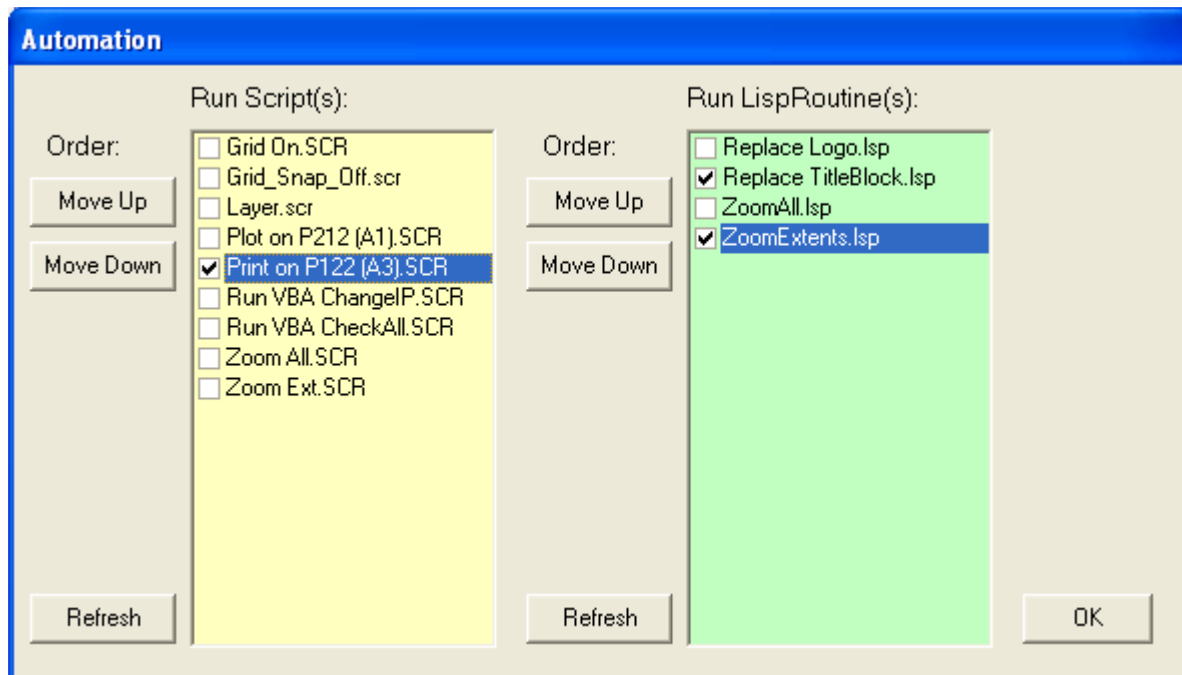 Automation
Run Script(s):
Run LispRoutine(s):
Order:
Move Up
Move Down
Grid On.SCR
Grid_Snap_Off.scr
Layer.scr
Plot on P212 (A1).SCR
Print on P122 (A3).SCR
Run VBA ChangeIP.SCR
Run VBA CheckAll.SCR
Zoom All.SCR
Zoom Ext.SCR
Refresh
Order:
Move Up
Move Down
Replace Logo.lsp
Replace TitleBlock.lsp
ZoomAll.lsp
ZoomExtents.lsp
Refresh
OK